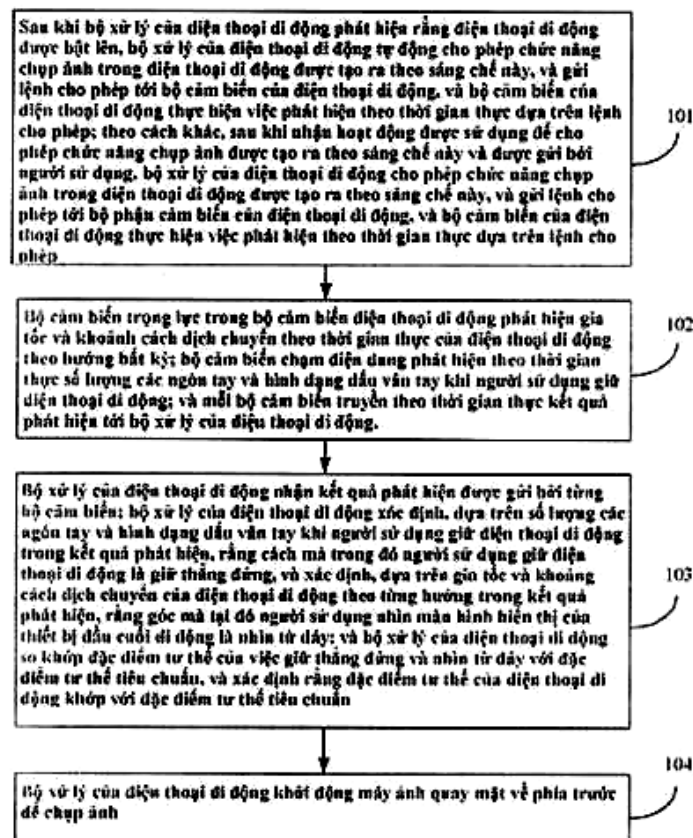 Sau khi bộ xử lý của điện thoại di động phát hiện rằng điện thoại di động
được bật lên, bộ xử lý của điện thoại di động tự động cho phép chức năng
chụp ảnh trong điện thoại di động được tạo ra theo sáng chế này, và gửi
lệnh cho phép tới bộ cảm biến của điện thoại di động, và bộ cảm biến của
điện thoại di động thực hiện việc phát hiện theo thời gian thực dựa trên lệnh
cho phép; theo cách khác, sau khi nhận hoạt động được sử dụng để cho
phép chức năng chụp ảnh được tạo ra theo sáng chế này và được gửi bởi
người sử dụng, bộ xử lý của điện thoại di động cho phép chức năng chụp
ảnh trong điện thoại di động được tạo ra theo sáng chế này, và gửi lệnh cho
phép tới bộ phận cảm biến của điện thoại di động, và bộ cảm biến của điện
thoại di động thực hiện việc phát hiện theo thời gian thực dựa trên lệnh cho
phép
101
Bộ cảm biến trọng lực trong bộ cảm biến điện thoại di động phát hiện gia
tốc và khoảnh cách dịch chuyển theo thời gian thực của điện thoại di động
theo hướng bất kỳ; bộ cảm biến chạm điện dung phát hiện theo thời gian
thực số lượng các ngón tay và hình dạng dấu vân tay khi người sử dụng giữ
điện thoại di động; và mỗi bộ cảm biến truyền theo thời gian thực kết quả
phát hiện tới bộ xử lý của điện thoại di động.
102
Bộ xử lý của điện thoại di động nhận kết quả phát hiện được gửi bởi từng
bộ cảm biến; bộ xử lý của điện thoại di động xác định, dựa trên số lượng các
ngón tay và hình dạng dấu vân tay khi người sử dụng giữ điện thoại di động
trong kết quả phát hiện, rằng cách mà trong đó người sử dụng giữ điện
thoại di động là giữ thẳng đứng, và xác định, dựa trên gia tốc và khoảng
cách dịch chuyển của điện thoại di động theo từng hướng trong kết quả
phát hiện, rằng góc mà tại đó người sử dụng nhìn màn hình hiển thị của
thiết bị đầu cuối di động là nhìn từ đáy; và bộ xử lý của điện thoại di động
so khớp đặc điểm tư thế của việc giữ thẳng đứng và nhìn từ đáy với đặc
điểm tư thế tiêu chuẩn, và xác định rằng đặc điểm tư thế của điện thoại di
động khớp với đặc điểm tư thế tiêu chuẩn
103
Bộ xử lý của điện thoại di động khởi động máy ảnh quay mặt về phía trước
để chụp ảnh
104